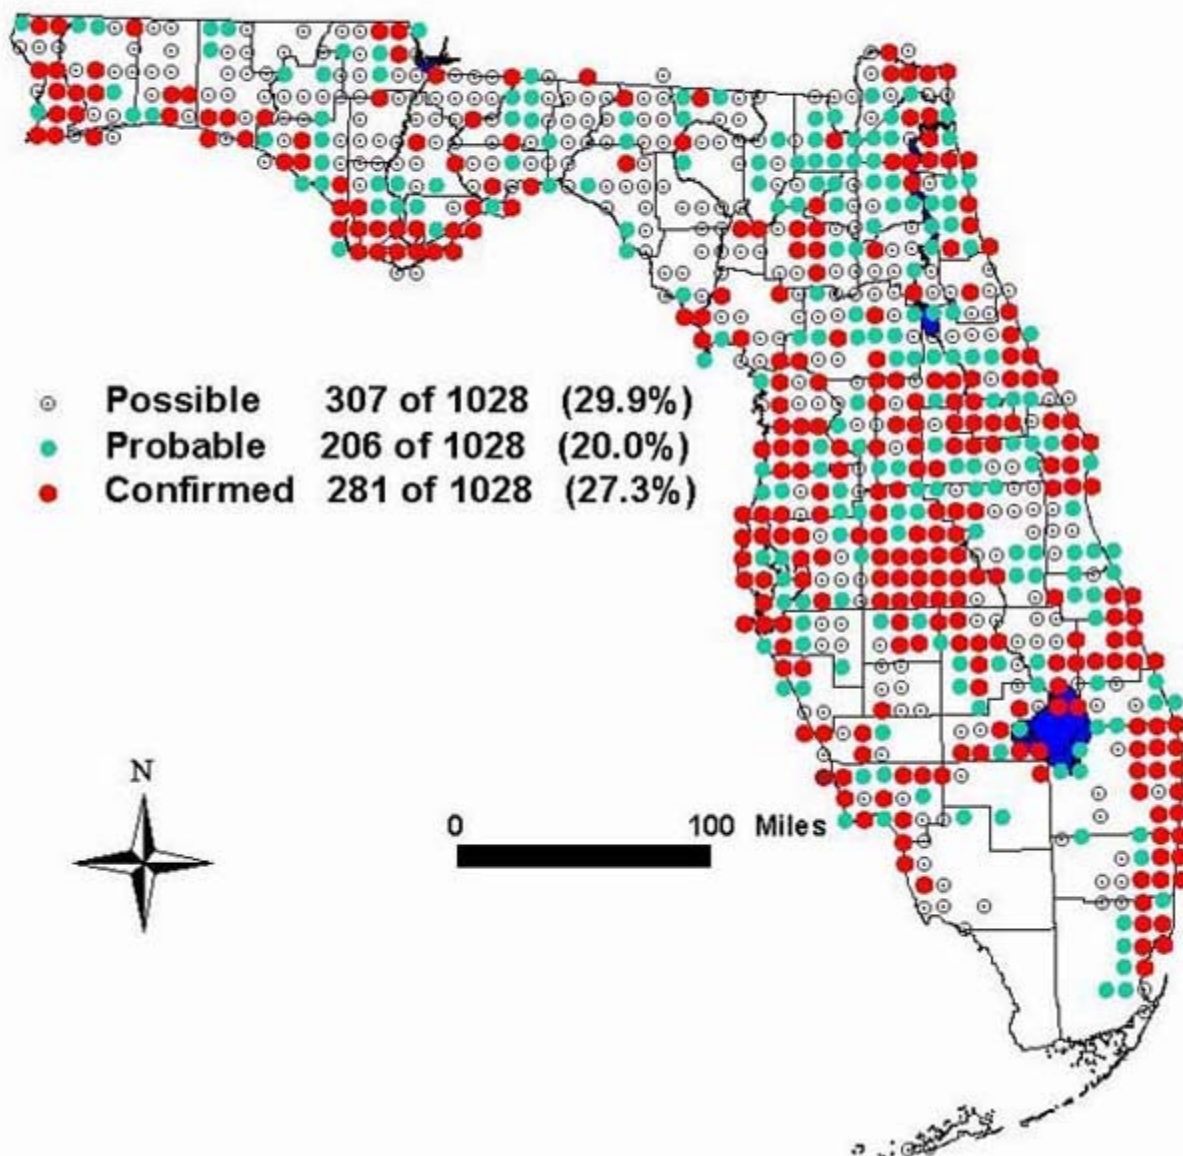 Possible 307 of 1028 (29.9%)
Probable 206 of 1028 (20.0%)
Confirmed 281 of 1028 (27.3%)
N
0 100 Miles